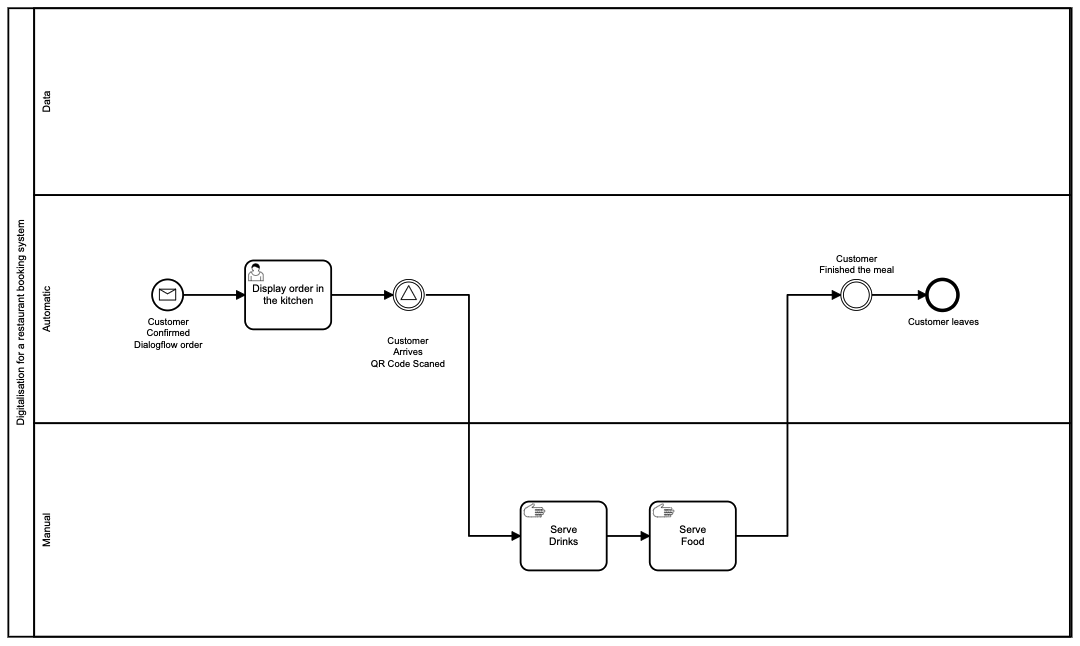 Digitalisation for a restaurant booking system
Data
Automatic
Customer
Confirmed
Dialogflow order
Display order in
the kitchen
Customer
Arrives
QR Code Scaned
Customer
Finished the meal
Customer leaves
Manual
Serve
Drinks
Serve
Food